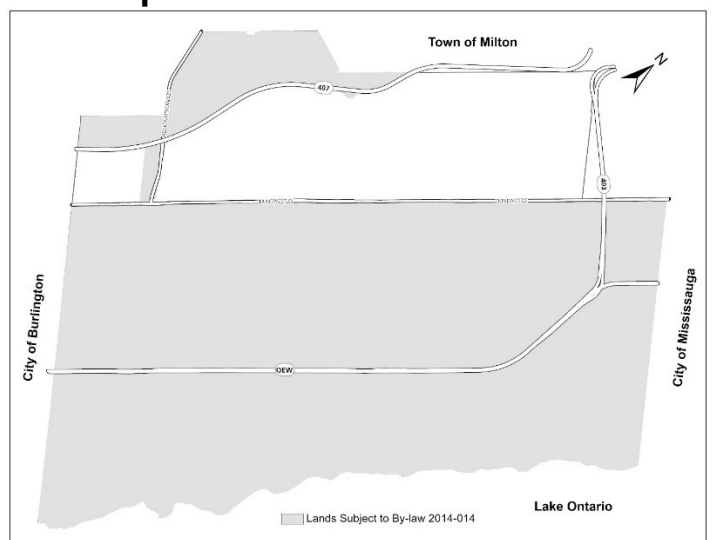 Town of Milton
N
407
403
City of Burlington
City of Mississauga
QEW
Lake Ontario
Lands Subject to By-law 2014-014